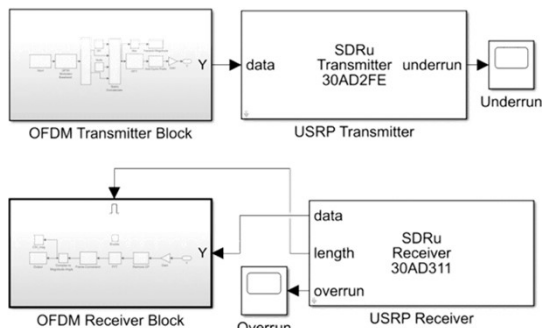 Y
data
SDRu
Transmitter
30AD2FE
underrun
Underrun
OFDM Transmitter Block
USRP Transmitter
Y
data
length
overrun
SDRu
Receiver
30AD311
OFDM Receiver Block
Overrun
USRP Receiver